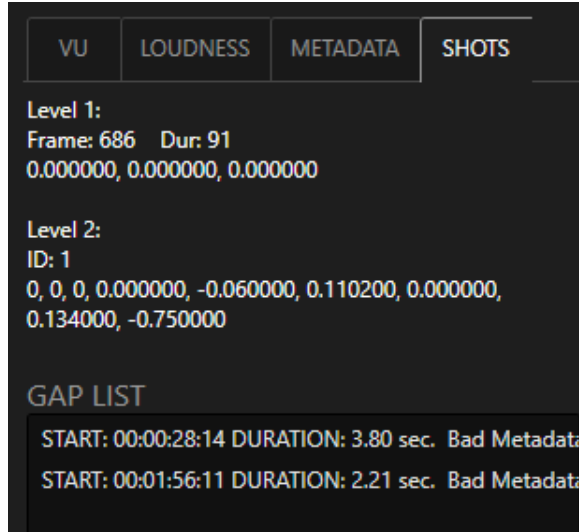 VU LOUDNESS METADATA SHOTS
Level 1:
Frame: 686 Dur: 91
0.000000, 0.000000, 0.000000
Level 2:
ID: 1
0, 0, 0, 0.000000, -0.060000, 0.110200, 0.000000,
0.134000, -0.750000
GAP LIST
START: 00:00:28:14 DURATION: 3.80 sec. Bad Metadata
START: 00:01:56:11 DURATION: 2.21 sec. Bad Metadata